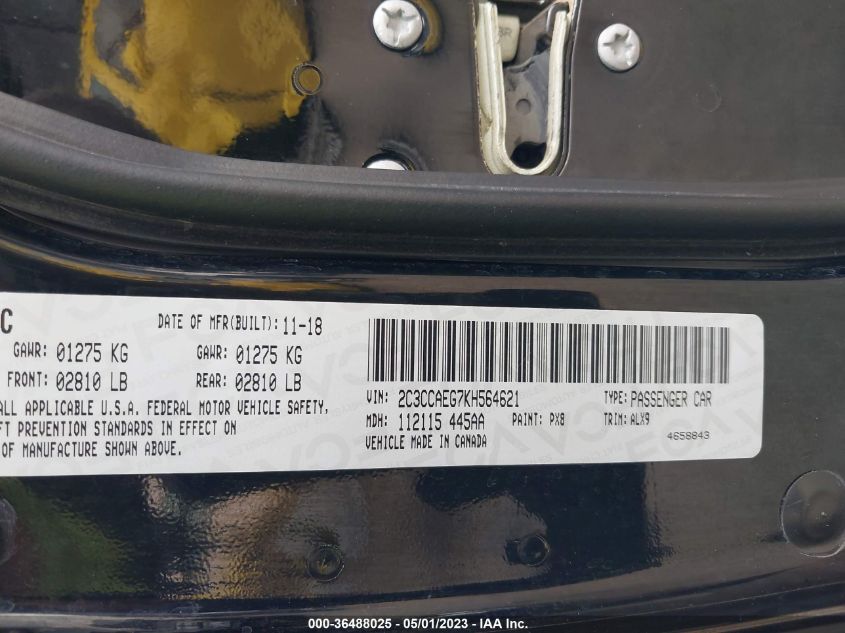 C DATE OF MFR(BUILT): 11-18
GAWR: 01275 KG GAWR: 01275 KG
FRONT: 02810 LB REAR: 02810 LB
ALL APPLICABLE U.S.A. FEDERAL MOTOR VEHICLE SAFETY,
FT PREVENTION STANDARDS IN EFFECT ON
OF MANUFACTURE SHOWN ABOVE.
VIN: 2C3CCAEG7KH564621 TYPE: PASSENGER CAR
MDH: 112115 445AA PAINT: PX8 TRIM: ALX9
VEHICLE MADE IN CANADA 4658843
000-36488025 - 05/01/2023 - IAA Inc.